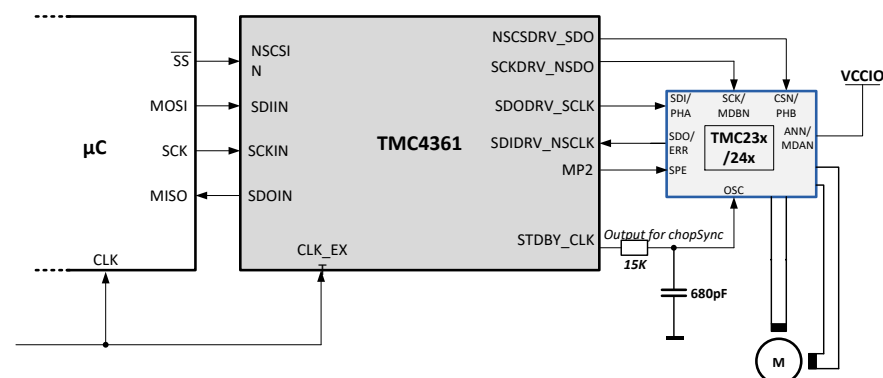 µC
SS
MOSI
SCK
MISO
CLK
TMC4361
NSCSI
N
SDIIN
SCKIN
SDOIN
CLK_EX
T
NSCSDRV_SDO
SCKDRV_NSDO
SDODRV_SCLK
SDIDRV_NSCLK
MP2
STDBY_CLK
Output for chopSync
15K
680pF
SDI/
PHA
SCK/
MDBN
CSN/
PHB
SDO/
ERR
TMC23x
/24x
ANN/
MDAN
SPE
OSC
VCCIO
M